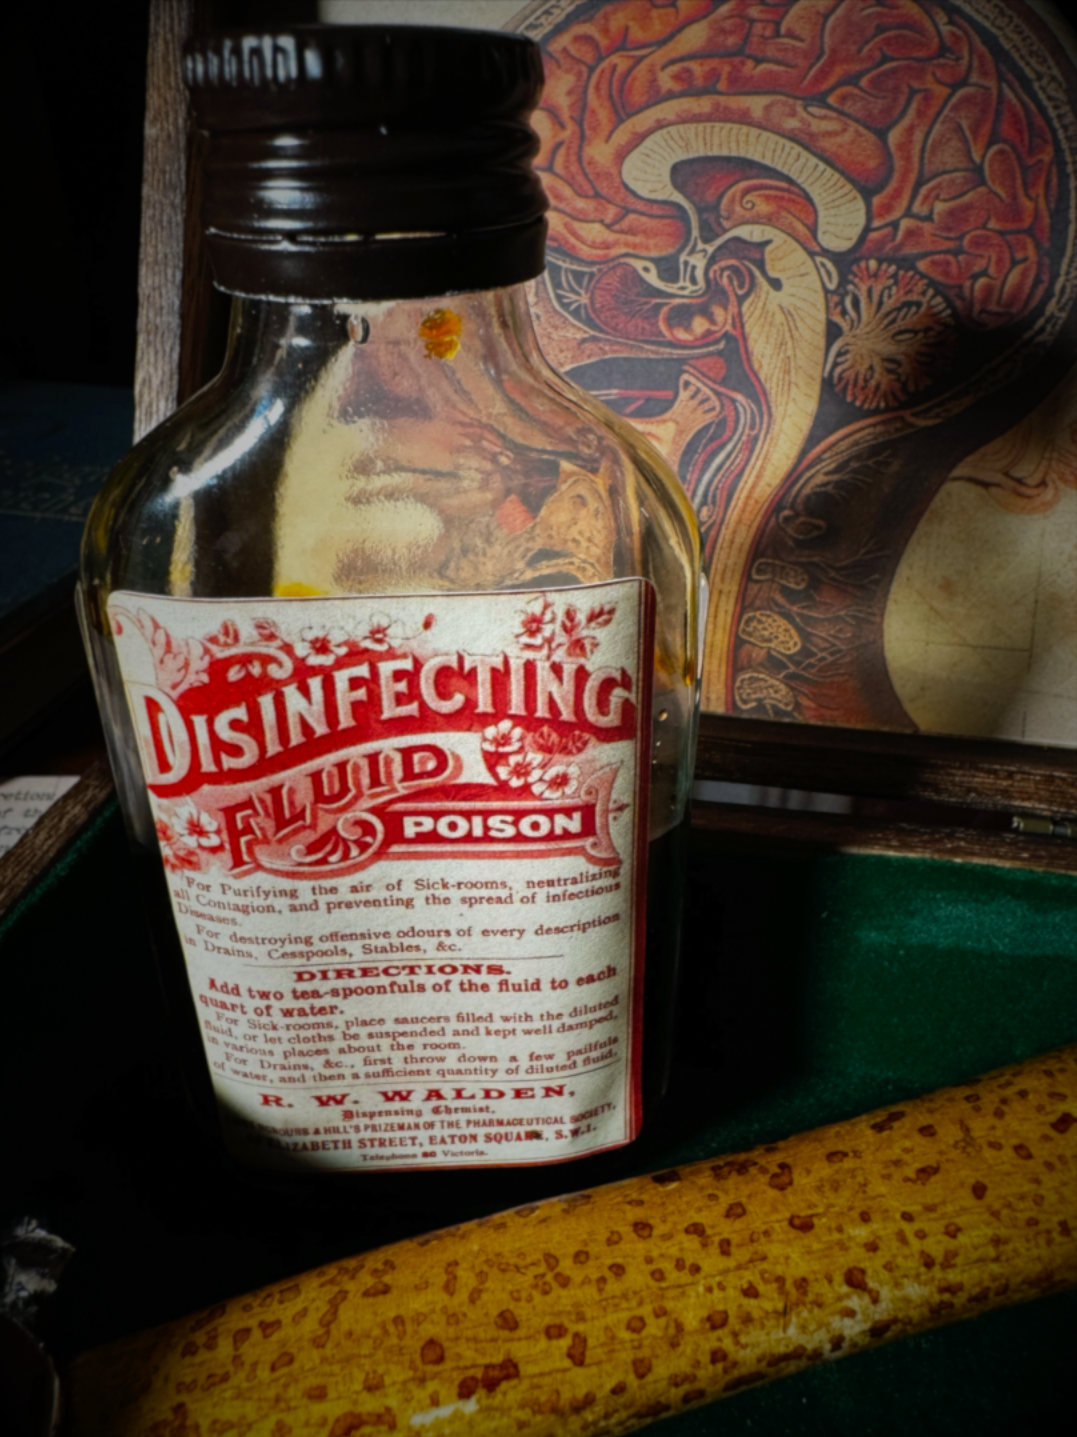 DISINFECTING
FLUID
POISON
For Purifying the air of Sick-rooms, neutralizing
all Contagion, and preventing the spread of infectious
Diseases.
For destroying offensive odours of every description
in Drains, Cesspools, Stables, &c.
DIRECTIONS.
Add two tea-spoonfuls of the fluid to each
quart of water.
For Sick-rooms, place saucers filled with the diluted
fluid, or let cloths be suspended and kept well damped,
in various places about the room.
For Drains, &c., first throw down a few pailfuls
of water, and then a sufficient quantity of diluted fluid.
R. W. WALDEN,
Dispensing Chemist,
& HILL'S PRIZEMAN OF THE PHARMACEUTICAL SOCIETY,
ELIZABETH STREET, EATON SQUARE, S.W.1.
Telephone Victoria.